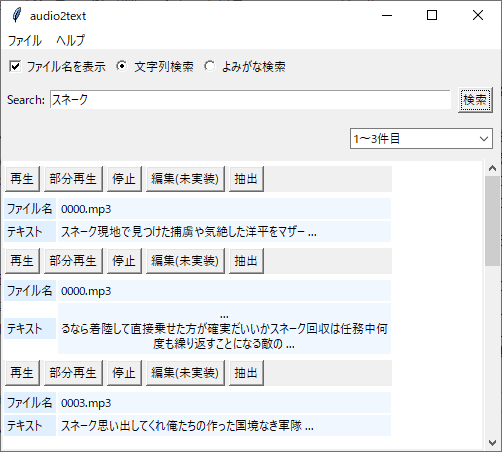 audio2text
ファイル ヘルプ
ファイル名を表示 文字列検索 よみがな検索
Search: スネーク 検索
1～3件目
再生 部分再生 停止 編集(未実装) 抽出
ファイル名 0000.mp3
テキスト スネーク現地で見つけた捕虜や気絶した洋平をマザー ...
再生 部分再生 停止 編集(未実装) 抽出
ファイル名 0000.mp3
...
テキスト るなら着陸して直接乗せた方が確実だいいかスネーク回収は任務中何
度も繰り返すことになる敵の ...
再生 部分再生 停止 編集(未実装) 抽出
ファイル名 0003.mp3
テキスト スネーク思い出してくれ俺たちの作った国境なき軍隊 ...